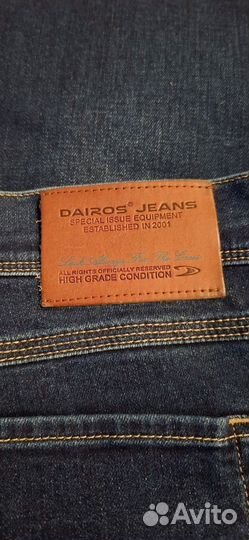 DAIROS® JEANS
SPECIAL ISSUE EQUIPMENT
ESTABLISHED IN 2001
ALL RIGHTS OFFICIALLY RESERVED
HIGH GRADE CONDITION
Avito